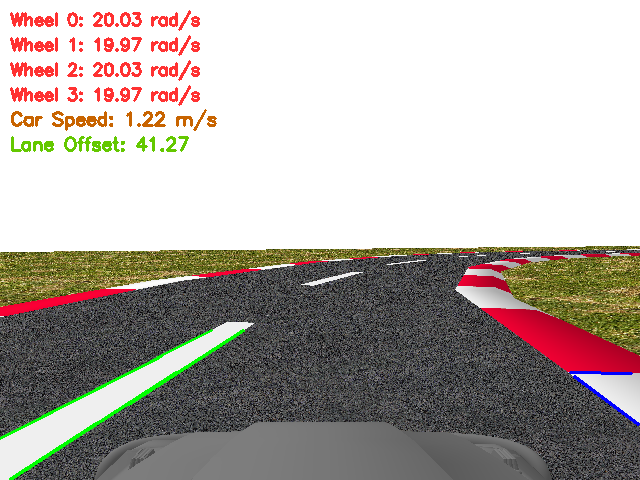 Wheel 0: 20.03 rad/s
Wheel 1: 19.97 rad/s
Wheel 2: 20.03 rad/s
Wheel 3: 19.97 rad/s
Car Speed: 1.22 m/s
Lane Offset: 41.27